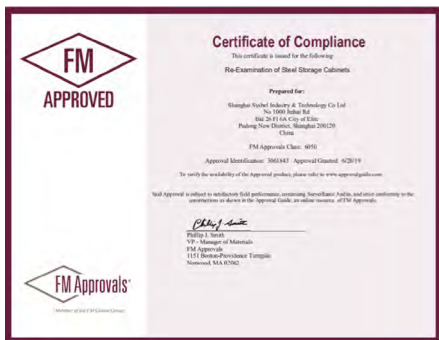 FM
APPROVED
Certificate of Compliance
This certificate is issued for the following:
Re-Examination of Steel Storage Cabinets
Prepared for:
Shanghai Sysbel Industry & Technology Co Ltd
No 1000 Jinhai Rd
Bld 26 Fl 6A City of Elite
Pudong New District, Shanghai 200120
China
FM Approvals Class: 6050
Approval Identification: 3061843 Approval Granted: 6/26/19
To verify the availability of the Approved product, please refer to www.approvalguide.com
Said Approval is subject to satisfactory field performance, continuing Surveillance Audits, and strict conformity to the
constructions as shown in the Approval Guide, an online resource of FM Approvals.
Phillip J. Smith
Phillip J. Smith
VP - Manager of Materials
FM Approvals
1151 Boston-Providence Turnpike
Norwood, MA 02062
FM Approvals
Member of the FM Global Group